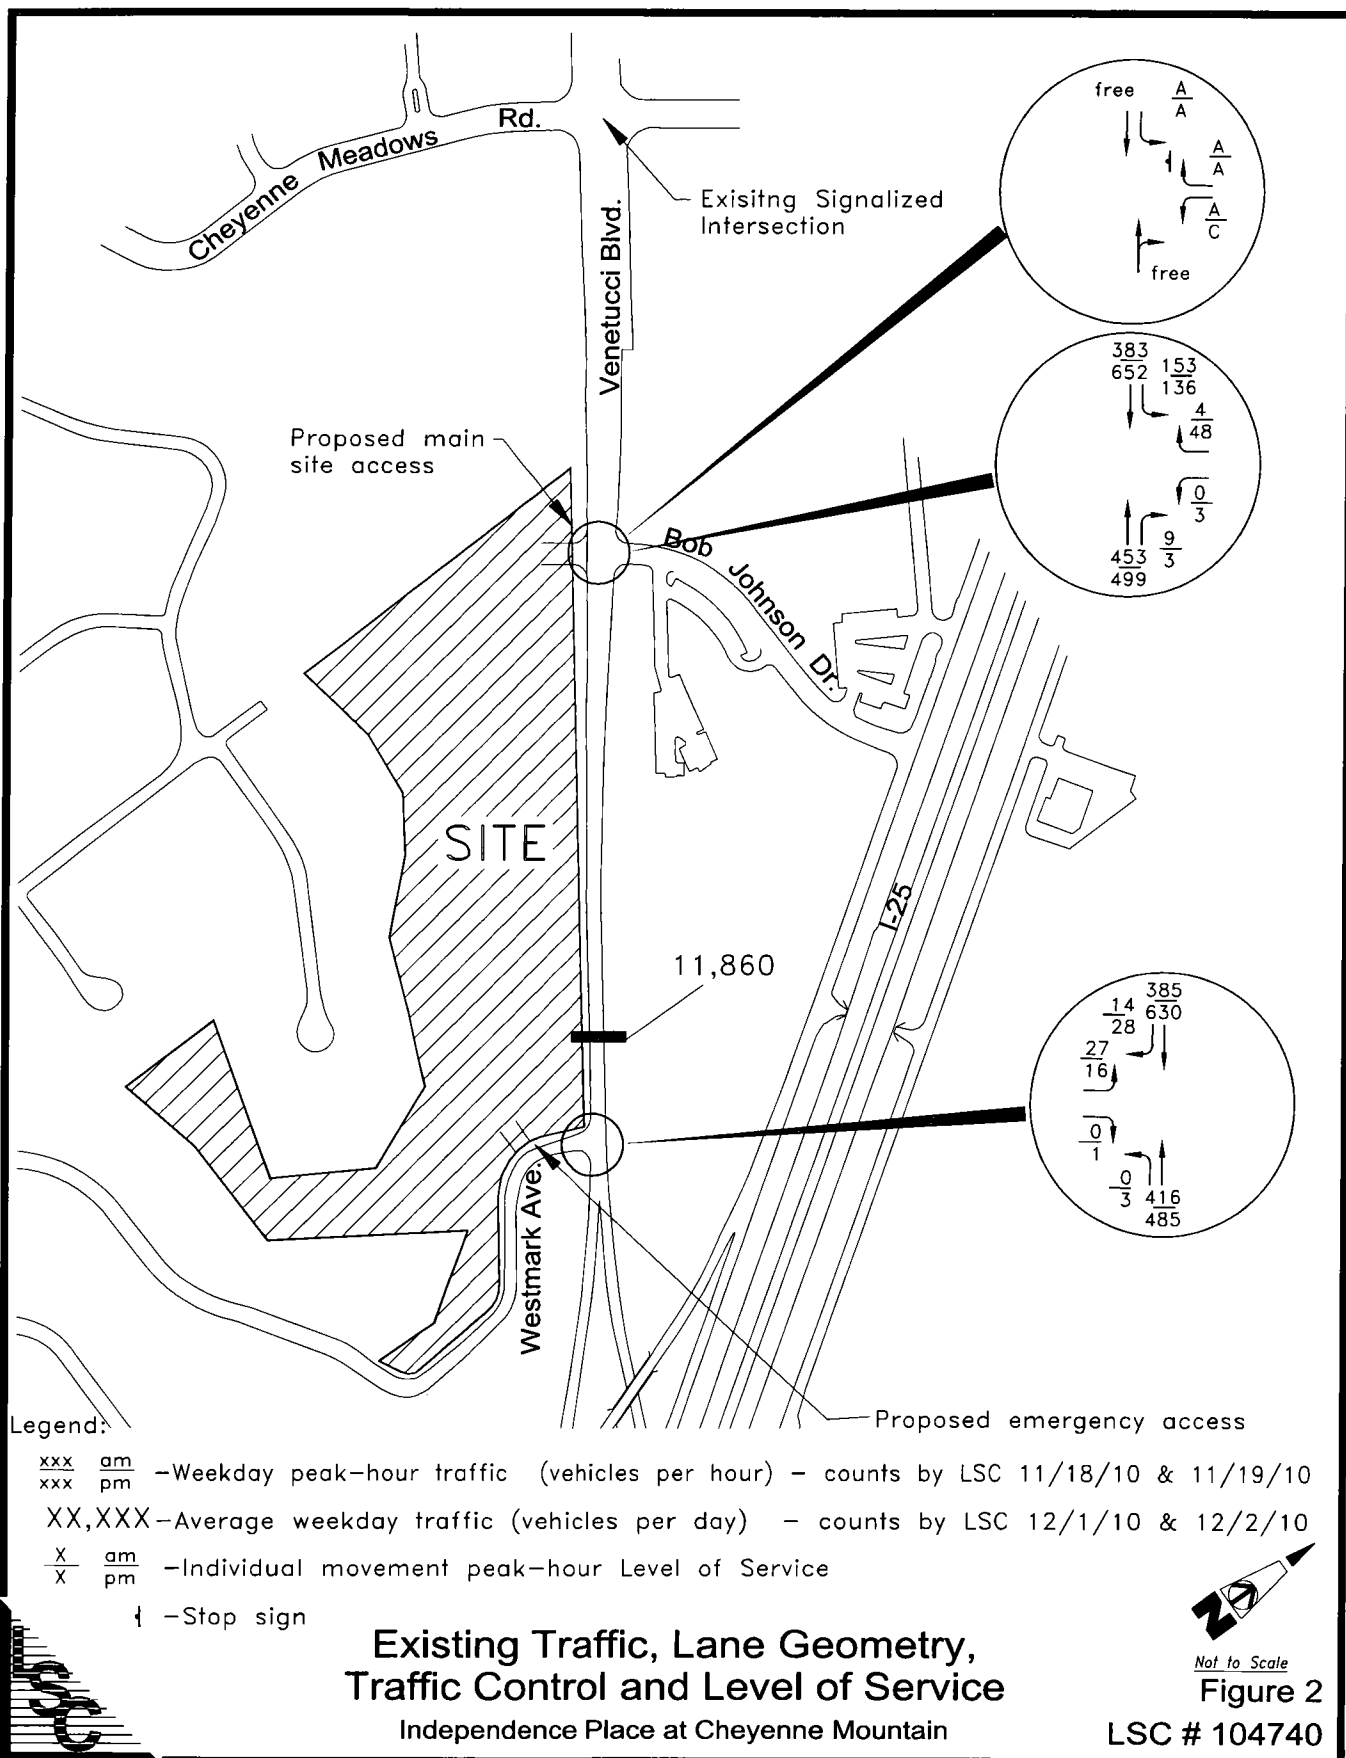 Cheyenne Meadows Rd.
Exisitng Signalized
Intersection
Venetucci Blvd.
free
A
A
A
A
A
C
free
383
652
153
136
4
48
0
3
453
499
9
3
Proposed main
site access
Bob Johnson Dr.
SITE
I-25
11,860
385
630
14
28
27
16
0
1
0
3
416
485
Westmark Ave.
Proposed emergency access
Legend:
xxx am
xxx pm
-Weekday peak-hour traffic (vehicles per hour) - counts by LSC 11/18/10 & 11/19/10
XX,XXX-Average weekday traffic (vehicles per day) - counts by LSC 12/1/10 & 12/2/10
X am
X pm
-Individual movement peak-hour Level of Service
-Stop sign
N
Not to Scale
LSC
Existing Traffic, Lane Geometry,
Traffic Control and Level of Service
Independence Place at Cheyenne Mountain
Figure 2
LSC # 104740